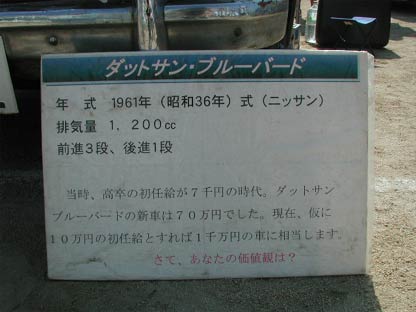 ダットサン・ブルーバード
年　式　1961年（昭和36年）式（ニッサン）
排気量　1，200cc
前進3段、後進1段
当時、高卒の初任給が７千円の時代。ダットサン
ブルーバードの新車は７０万円でした。現在、仮に
１０万円の初任給とすれば１千万円の車に相当します。
さて、あなたの価値観は？